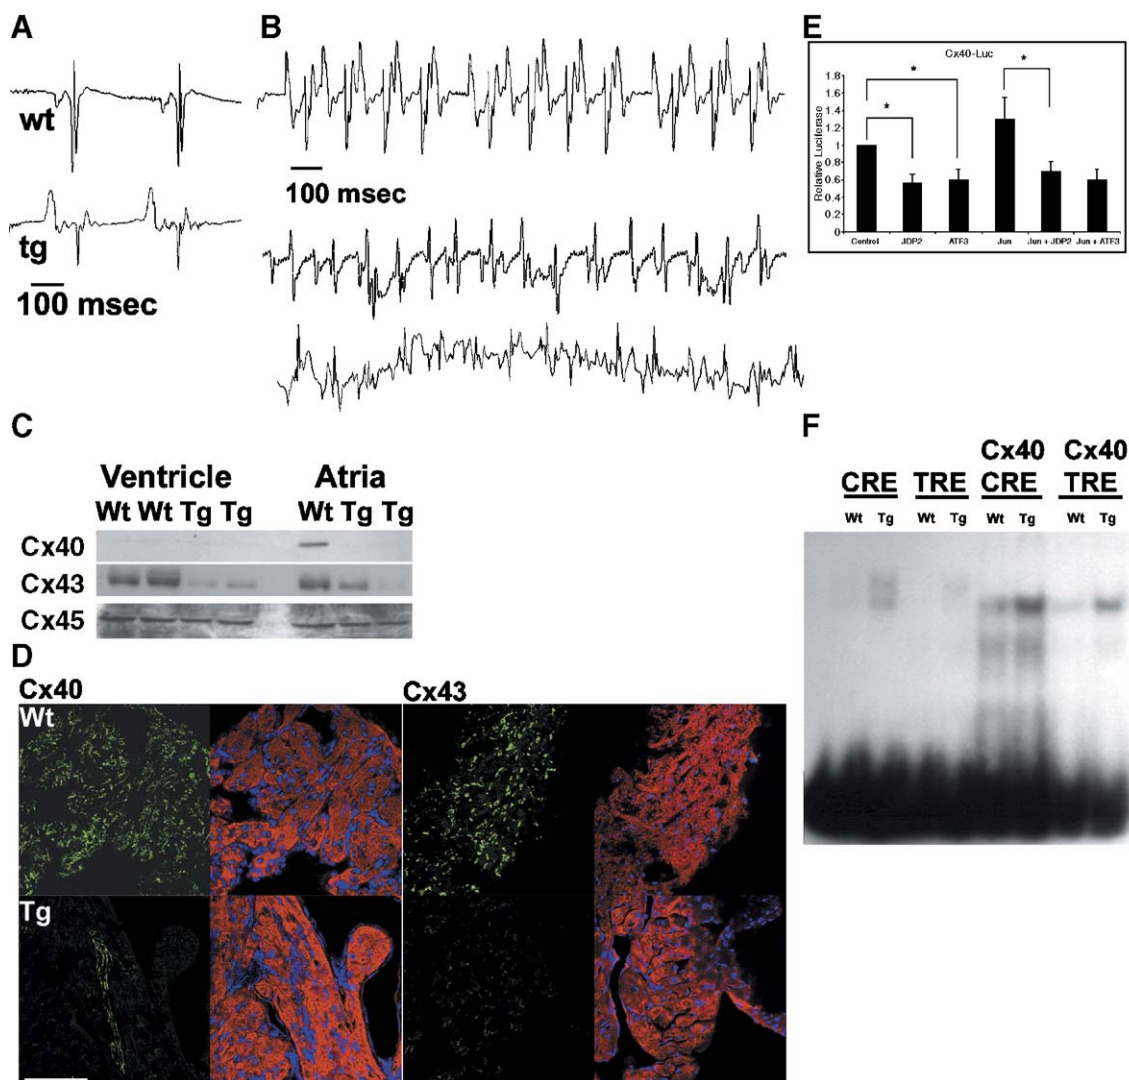 A
wt
tg
100 msec
B
100 msec
E
Cx40-Luc
Relative Luciferase
1.8
1.6
1.4
1.2
1
0.8
0.6
0.4
0.2
0
*
*
*
Control JDP2 ATF3 Jun Jun + JDP2 Jun + ATF3
C
Ventricle Atria
Wt Wt Tg Tg Wt Tg Tg
Cx40
Cx43
Cx45
D
Cx40 Cx43
Wt
Tg
F
Cx40 Cx40
CRE TRE CRE TRE
Wt Tg Wt Tg Wt Tg Wt Tg